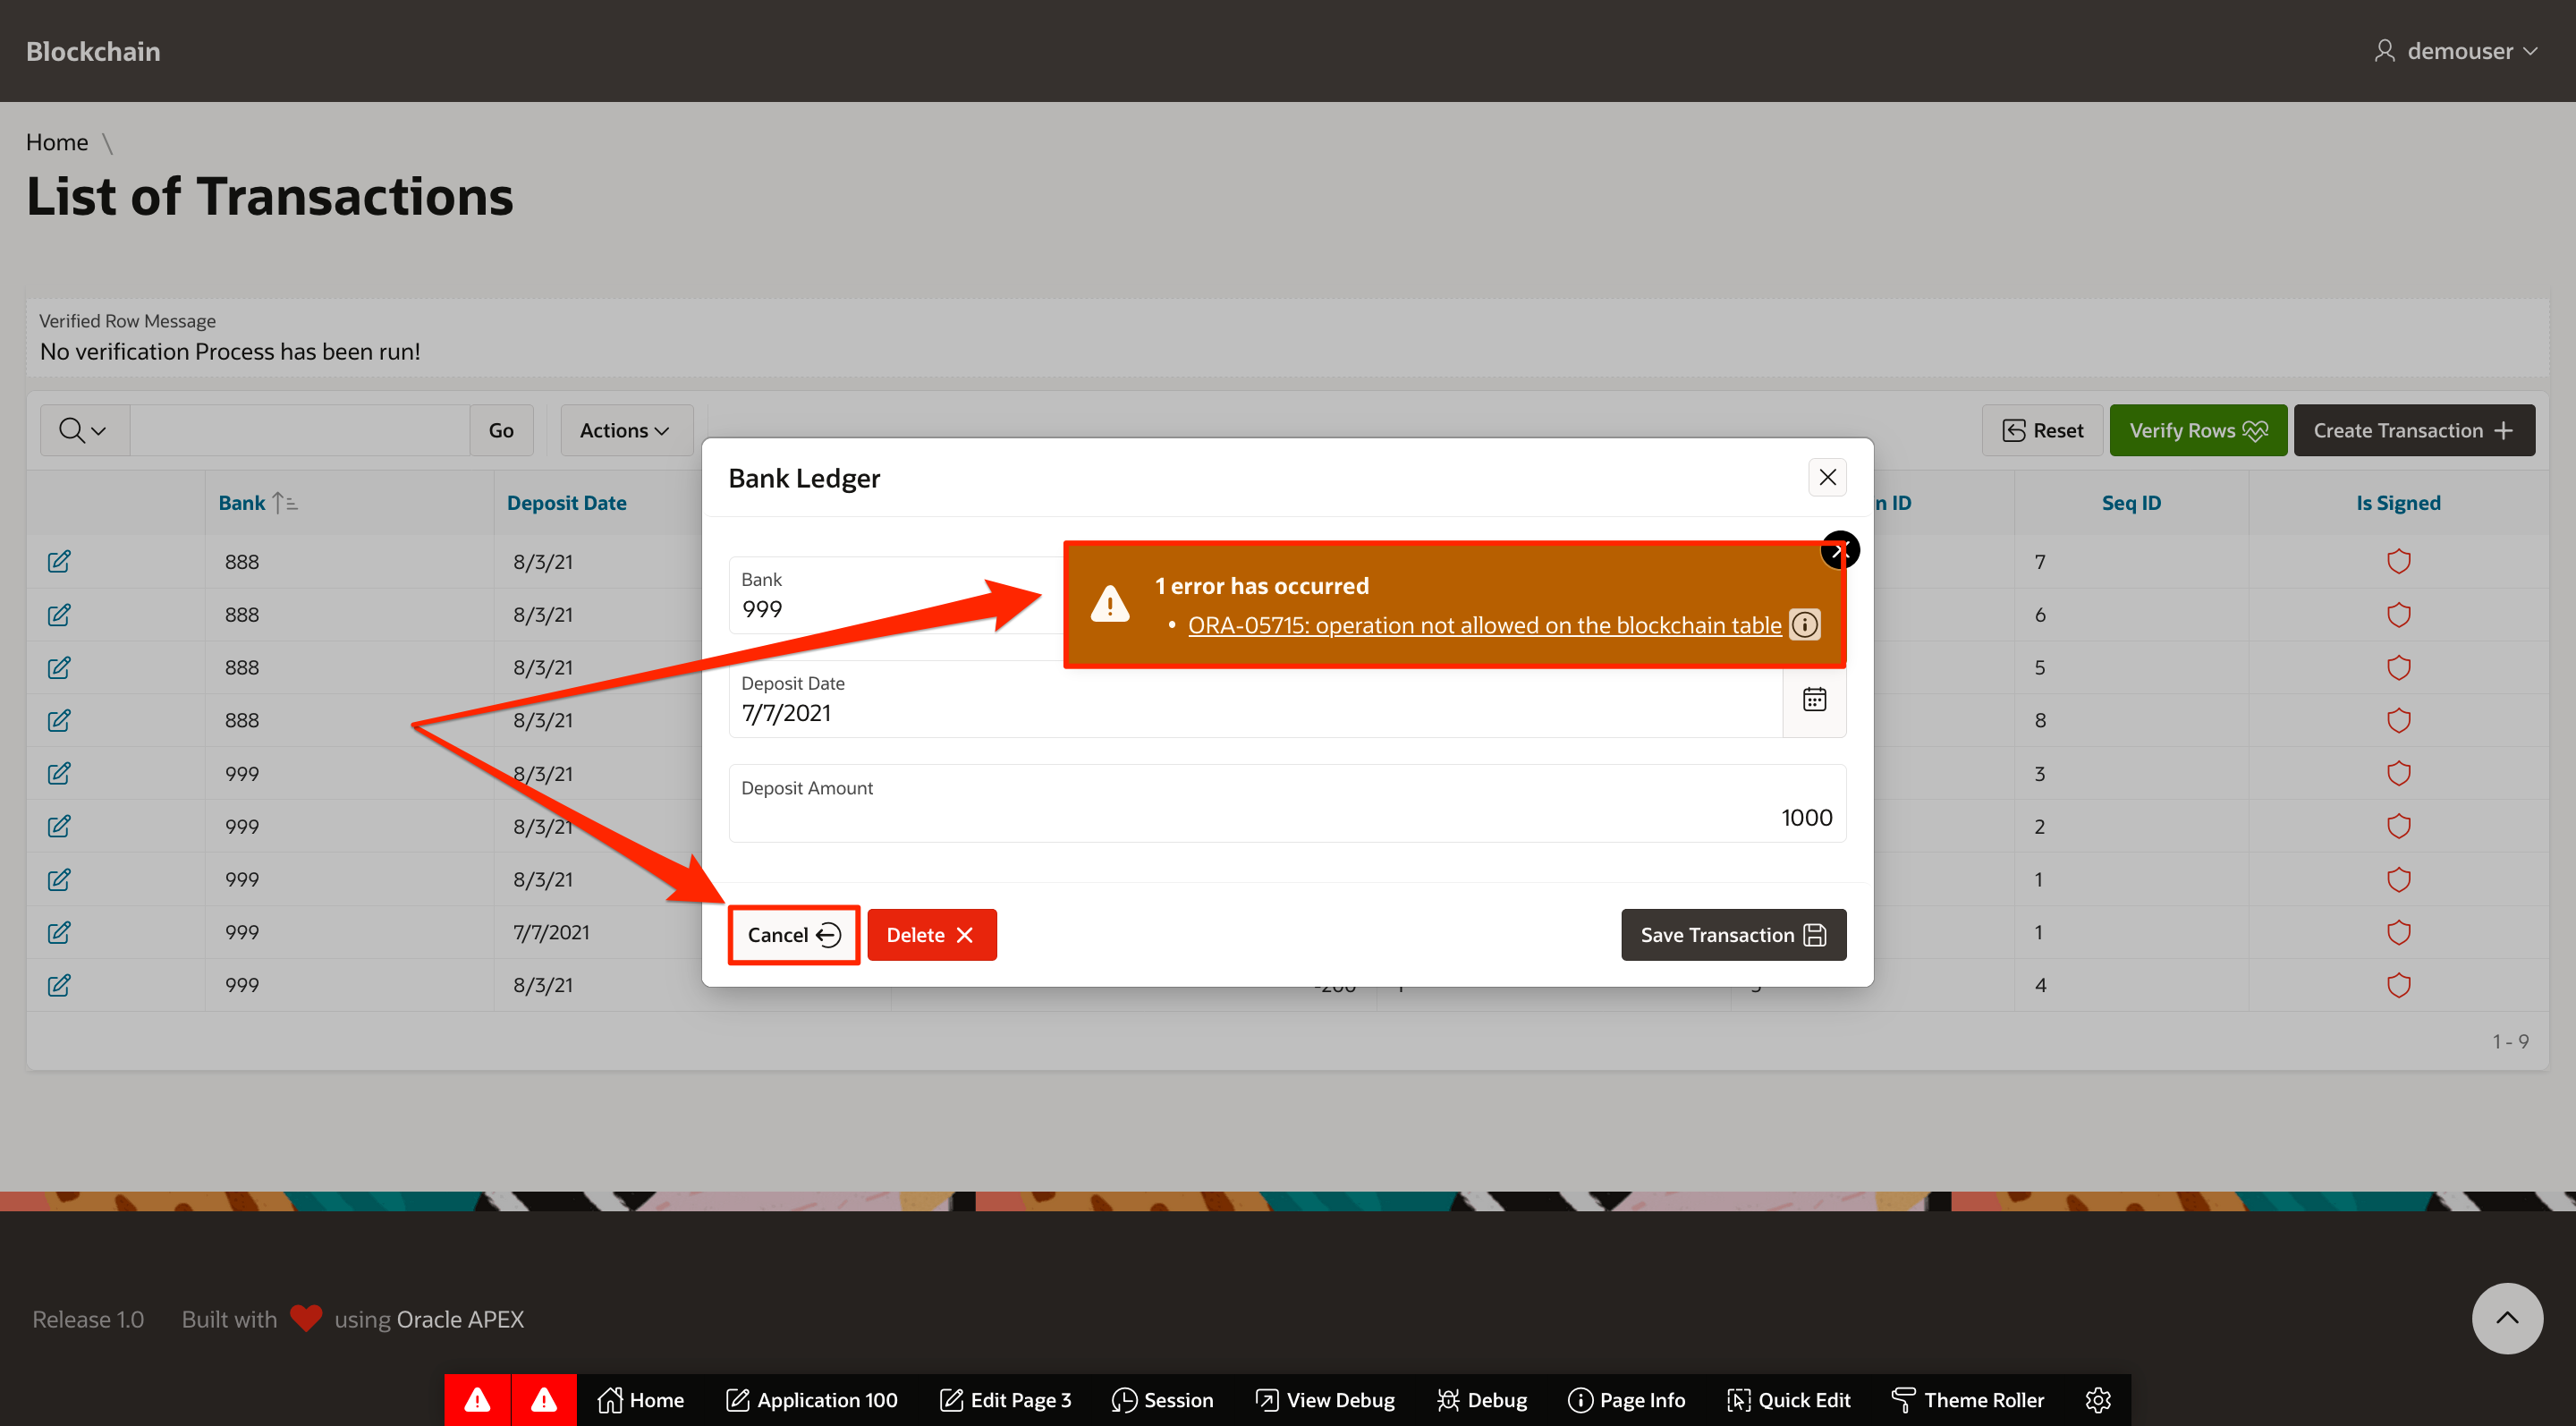 Blockchain
demouser
Home \
List of Transactions
Verified Row Message
No verification Process has been run!
Go
Actions
Reset
Verify Rows
Create Transaction
Bank
Deposit Date
n ID
Seq ID
Is Signed
888 8/3/21 7
888 8/3/21 6
888 8/3/21 5
888 8/3/21 8
999 8/3/21 3
999 8/3/21 2
999 8/3/21 1
999 7/7/2021 1
999 8/3/21 4
1 - 9
Bank Ledger
Bank
999
1 error has occurred
• ORA-05715: operation not allowed on the blockchain table
Deposit Date
7/7/2021
Deposit Amount
1000
Cancel
Delete
Save Transaction
Release 1.0 Built with using Oracle APEX
Home
Application 100
Edit Page 3
Session
View Debug
Debug
Page Info
Quick Edit
Theme Roller